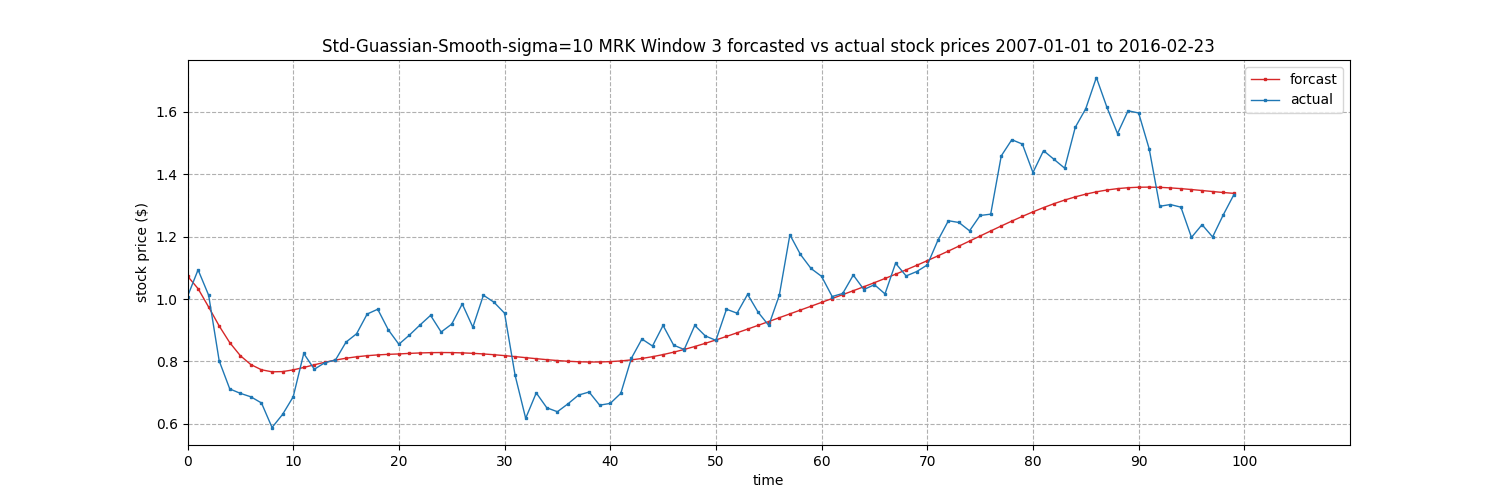 Std-Guassian-Smooth-sigma=10 MRK Window 3 forcasted vs actual stock prices 2007-01-01 to 2016-02-23
forcast
actual
stock price ($)
1.6
1.4
1.2
1.0
0.8
0.6
0 10 20 30 40 50 60 70 80 90 100
time